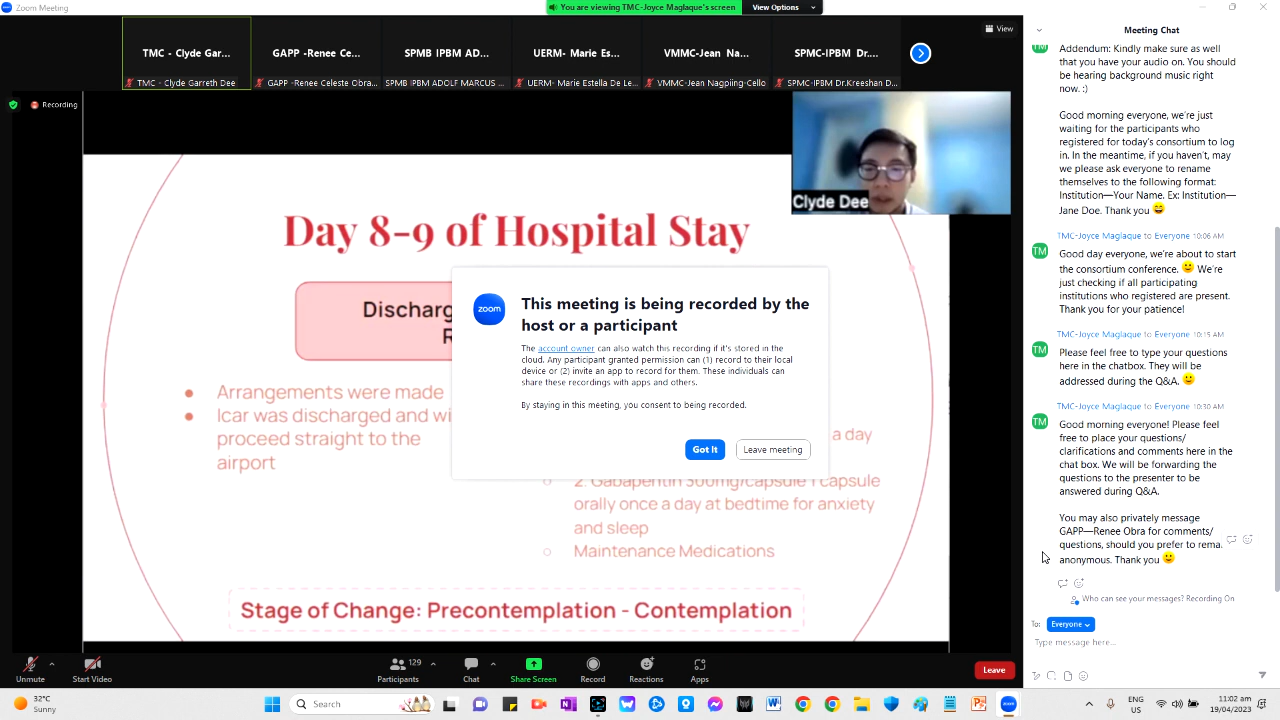 Zoom Meeting
You are viewing TMC-Joyce Maglaque's screen
View Options
View
TMC - Clyde Gar...
GAPP -Renee Ce...
SPMB IPBM AD...
UERM- Marie Es...
VMMC-Jean Na...
SPMC-IPBM Dr....
TMC - Clyde Garreth Dee
GAPP -Renee Celeste Obra...
SPMB IPBM ADOLF MARCUS ...
UERM- Marie Estella De Le...
VMMC-Jean Nagpiing-Cello
SPMC-IPBM Dr.Kreeshan D...
Recording
Clyde Dee
Day 8-9 of Hospital Stay
Discharg
R
Arrangements were made
Icar was discharged and wi
proceed straight to the
airport
a day
2. Gabapentin 300mg/capsule 1 capsule
orally once a day at bedtime for anxiety
and sleep
Maintenance Medications
Stage of Change: Precontemplation - Contemplation
zoom
This meeting is being recorded by the
host or a participant
The account owner can also watch this recording if it's stored in the
cloud. Any participant granted permission can (1) record to their local
device or (2) invite an app to record for them. These individuals can
share these recordings with apps and others.
By staying in this meeting, you consent to being recorded.
Got It
Leave meeting
Meeting Chat
TM
Addendum: Kindly make sure as well
that you have your audio on. You should
be hearing background music right
now. :)
Good morning everyone, we're just
waiting for the participants who
registered for today's consortium to log
in. In the meantime, if you haven't, may
we please ask everyone to rename
themselves to the following format:
Institution—Your Name. Ex: Institution—
Jane Doe. Thank you 😄
TMC-Joyce Maglaque to Everyone 10:06 AM
TM
Good day everyone, we're about to start
the consortium conference. 🙂 We're
just checking if all participating
institutions who registered are present.
Thank you for your patience!
TMC-Joyce Maglaque to Everyone 10:15 AM
TM
Please feel free to type your questions
here in the chatbox. They will be
addressed during the Q&A. 🙂
TMC-Joyce Maglaque to Everyone 10:30 AM
TM
Good morning everyone! Please feel
free to place your questions/
clarifications and comments here in the
chat box. We will be forwarding the
questions to the presenter to be
answered during Q&A.
You may also privately message
GAPP—Renee Obra for comments/
questions, should you prefer to rema.
anonymous. Thank you 🙂
Who can see your messages? Recording On
To: Everyone
Type message here...
Unmute
Start Video
129
Participants
Chat
Share Screen
Record
Reactions
Apps
Leave
32°C
Sunny
Search
ENG
US
11:02 am
19/04/2023